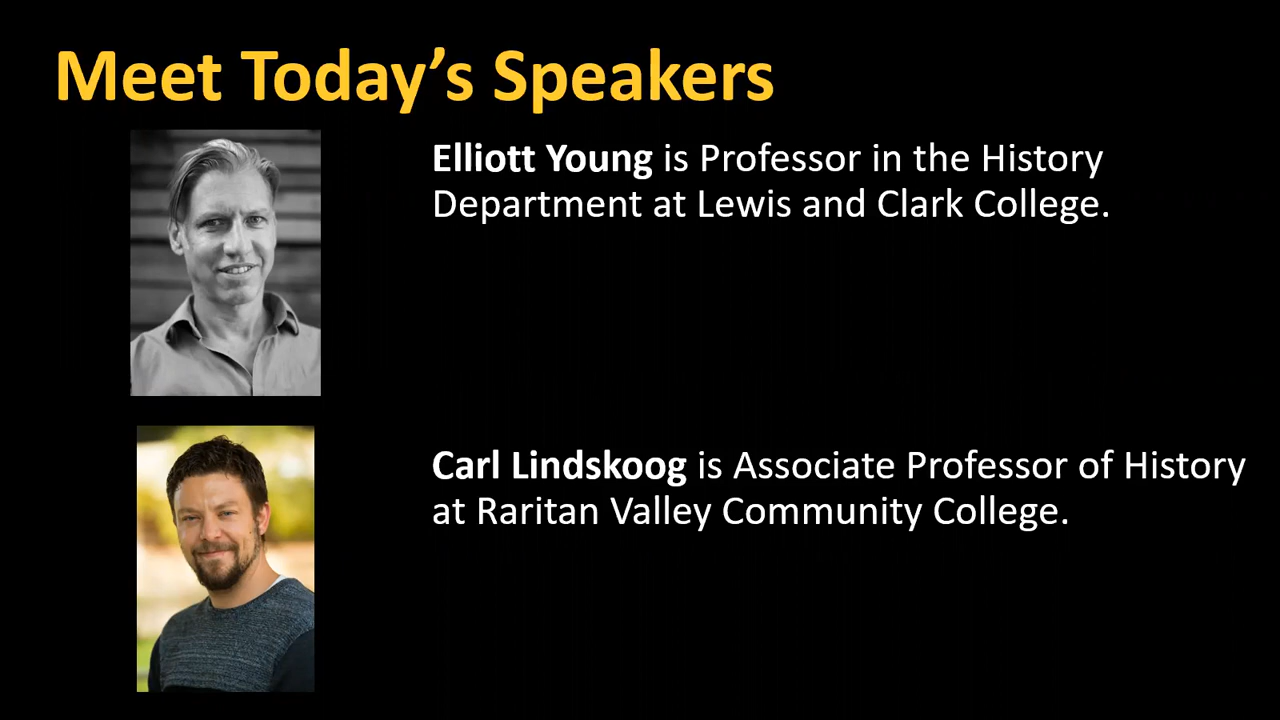 Meet Today’s Speakers
Elliott Young is Professor in the History
Department at Lewis and Clark College.
Carl Lindskoog is Associate Professor of History
at Raritan Valley Community College.